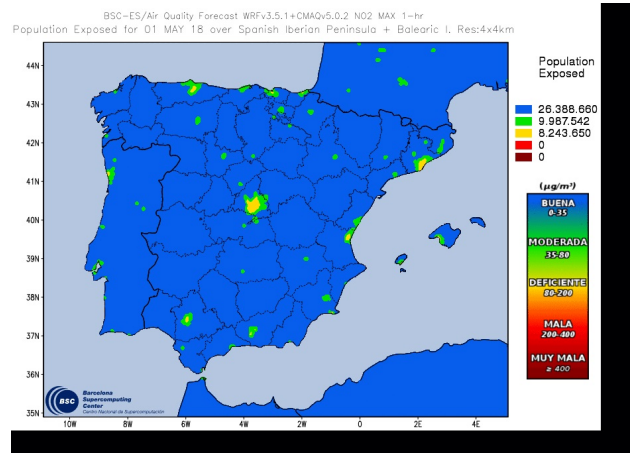 BSC-ES/Air Quality Forecast WRFv3.5.1+CMAQv5.0.2 NO2 MAX 1-hr
Population Exposed for 01 MAY 18 over Spanish Iberian Peninsula + Balearic I. Res:4x4km
44N
43N
42N
41N
40N
39N
38N
37N
36N
35N
10W 8W 6W 4W 2W 0 2E 4E
BSC
Barcelona
Supercomputing
Center
Centro Nacional de Supercomputación
Population
Exposed
26.388.660
9.987.542
6.243.650
0
0
(µg/m³)
BUENA
0-35
MODERADA
35-80
DEFICIENTE
80-200
MALA
200-400
MUY MALA
≥ 400